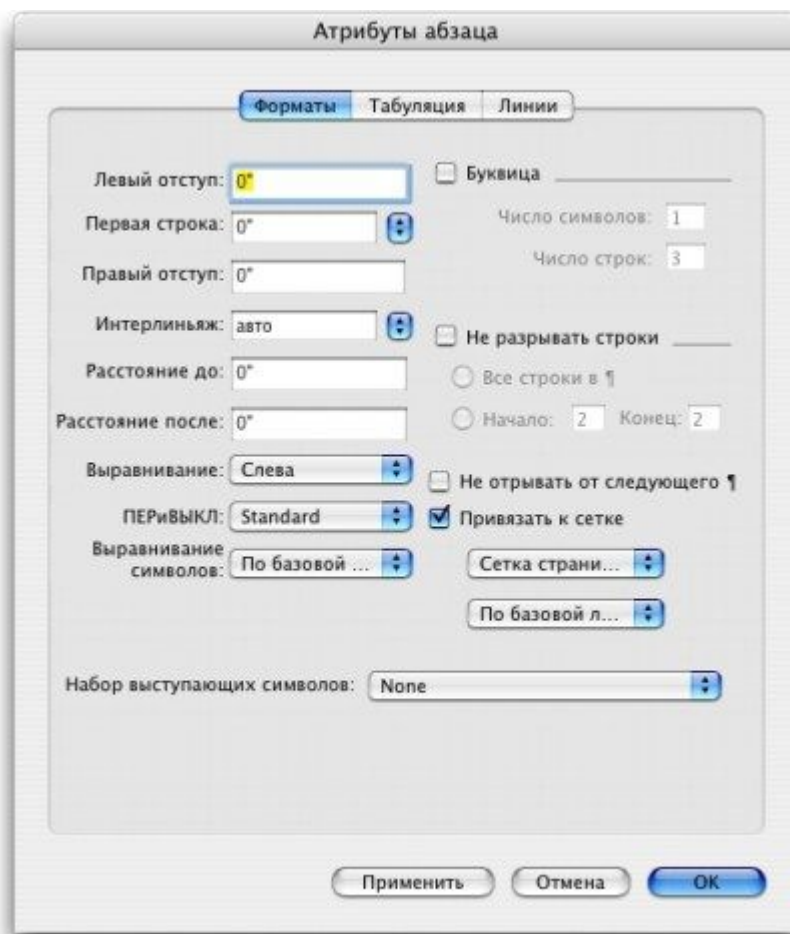 Атрибуты абзаца
Форматы Табуляция Линии
Левый отступ: 0"
Первая строка: 0"
Правый отступ: 0"
Интерлиньяж: авто
Расстояние до: 0"
Расстояние после: 0"
Выравнивание: Слева
ПЕРиВЫКЛ: Standard
Выравнивание
символов: По базовой ...
Буквица
Число символов: 1
Число строк: 3
Не разрывать строки
Все строки в ¶
Начало: 2 Конец: 2
Не отрывать от следующего ¶
Привязать к сетке
Сетка страни...
По базовой л...
Набор выступающих символов: None
Применить Отмена OK